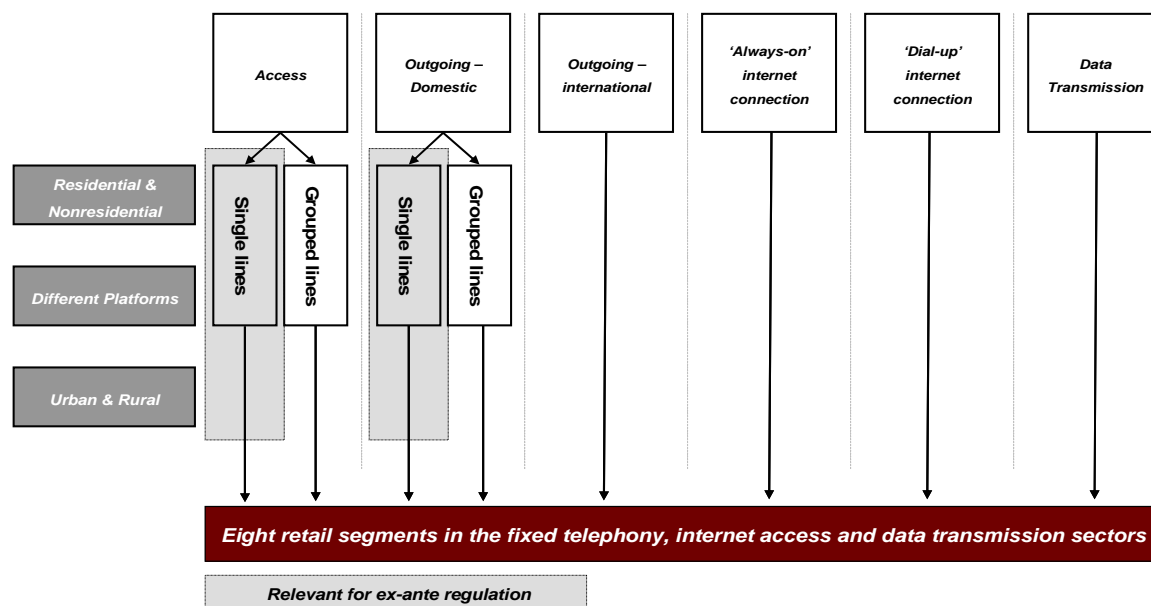 Access
Outgoing –
Domestic
Outgoing –
international
‘Always-on’
internet
connection
‘Dial-up’
internet
connection
Data
Transmission
Residential &
Nonresidential
Different Platforms
Urban & Rural
Single lines
Grouped lines
Single lines
Grouped lines
Eight retail segments in the fixed telephony, internet access and data transmission sectors
Relevant for ex-ante regulation